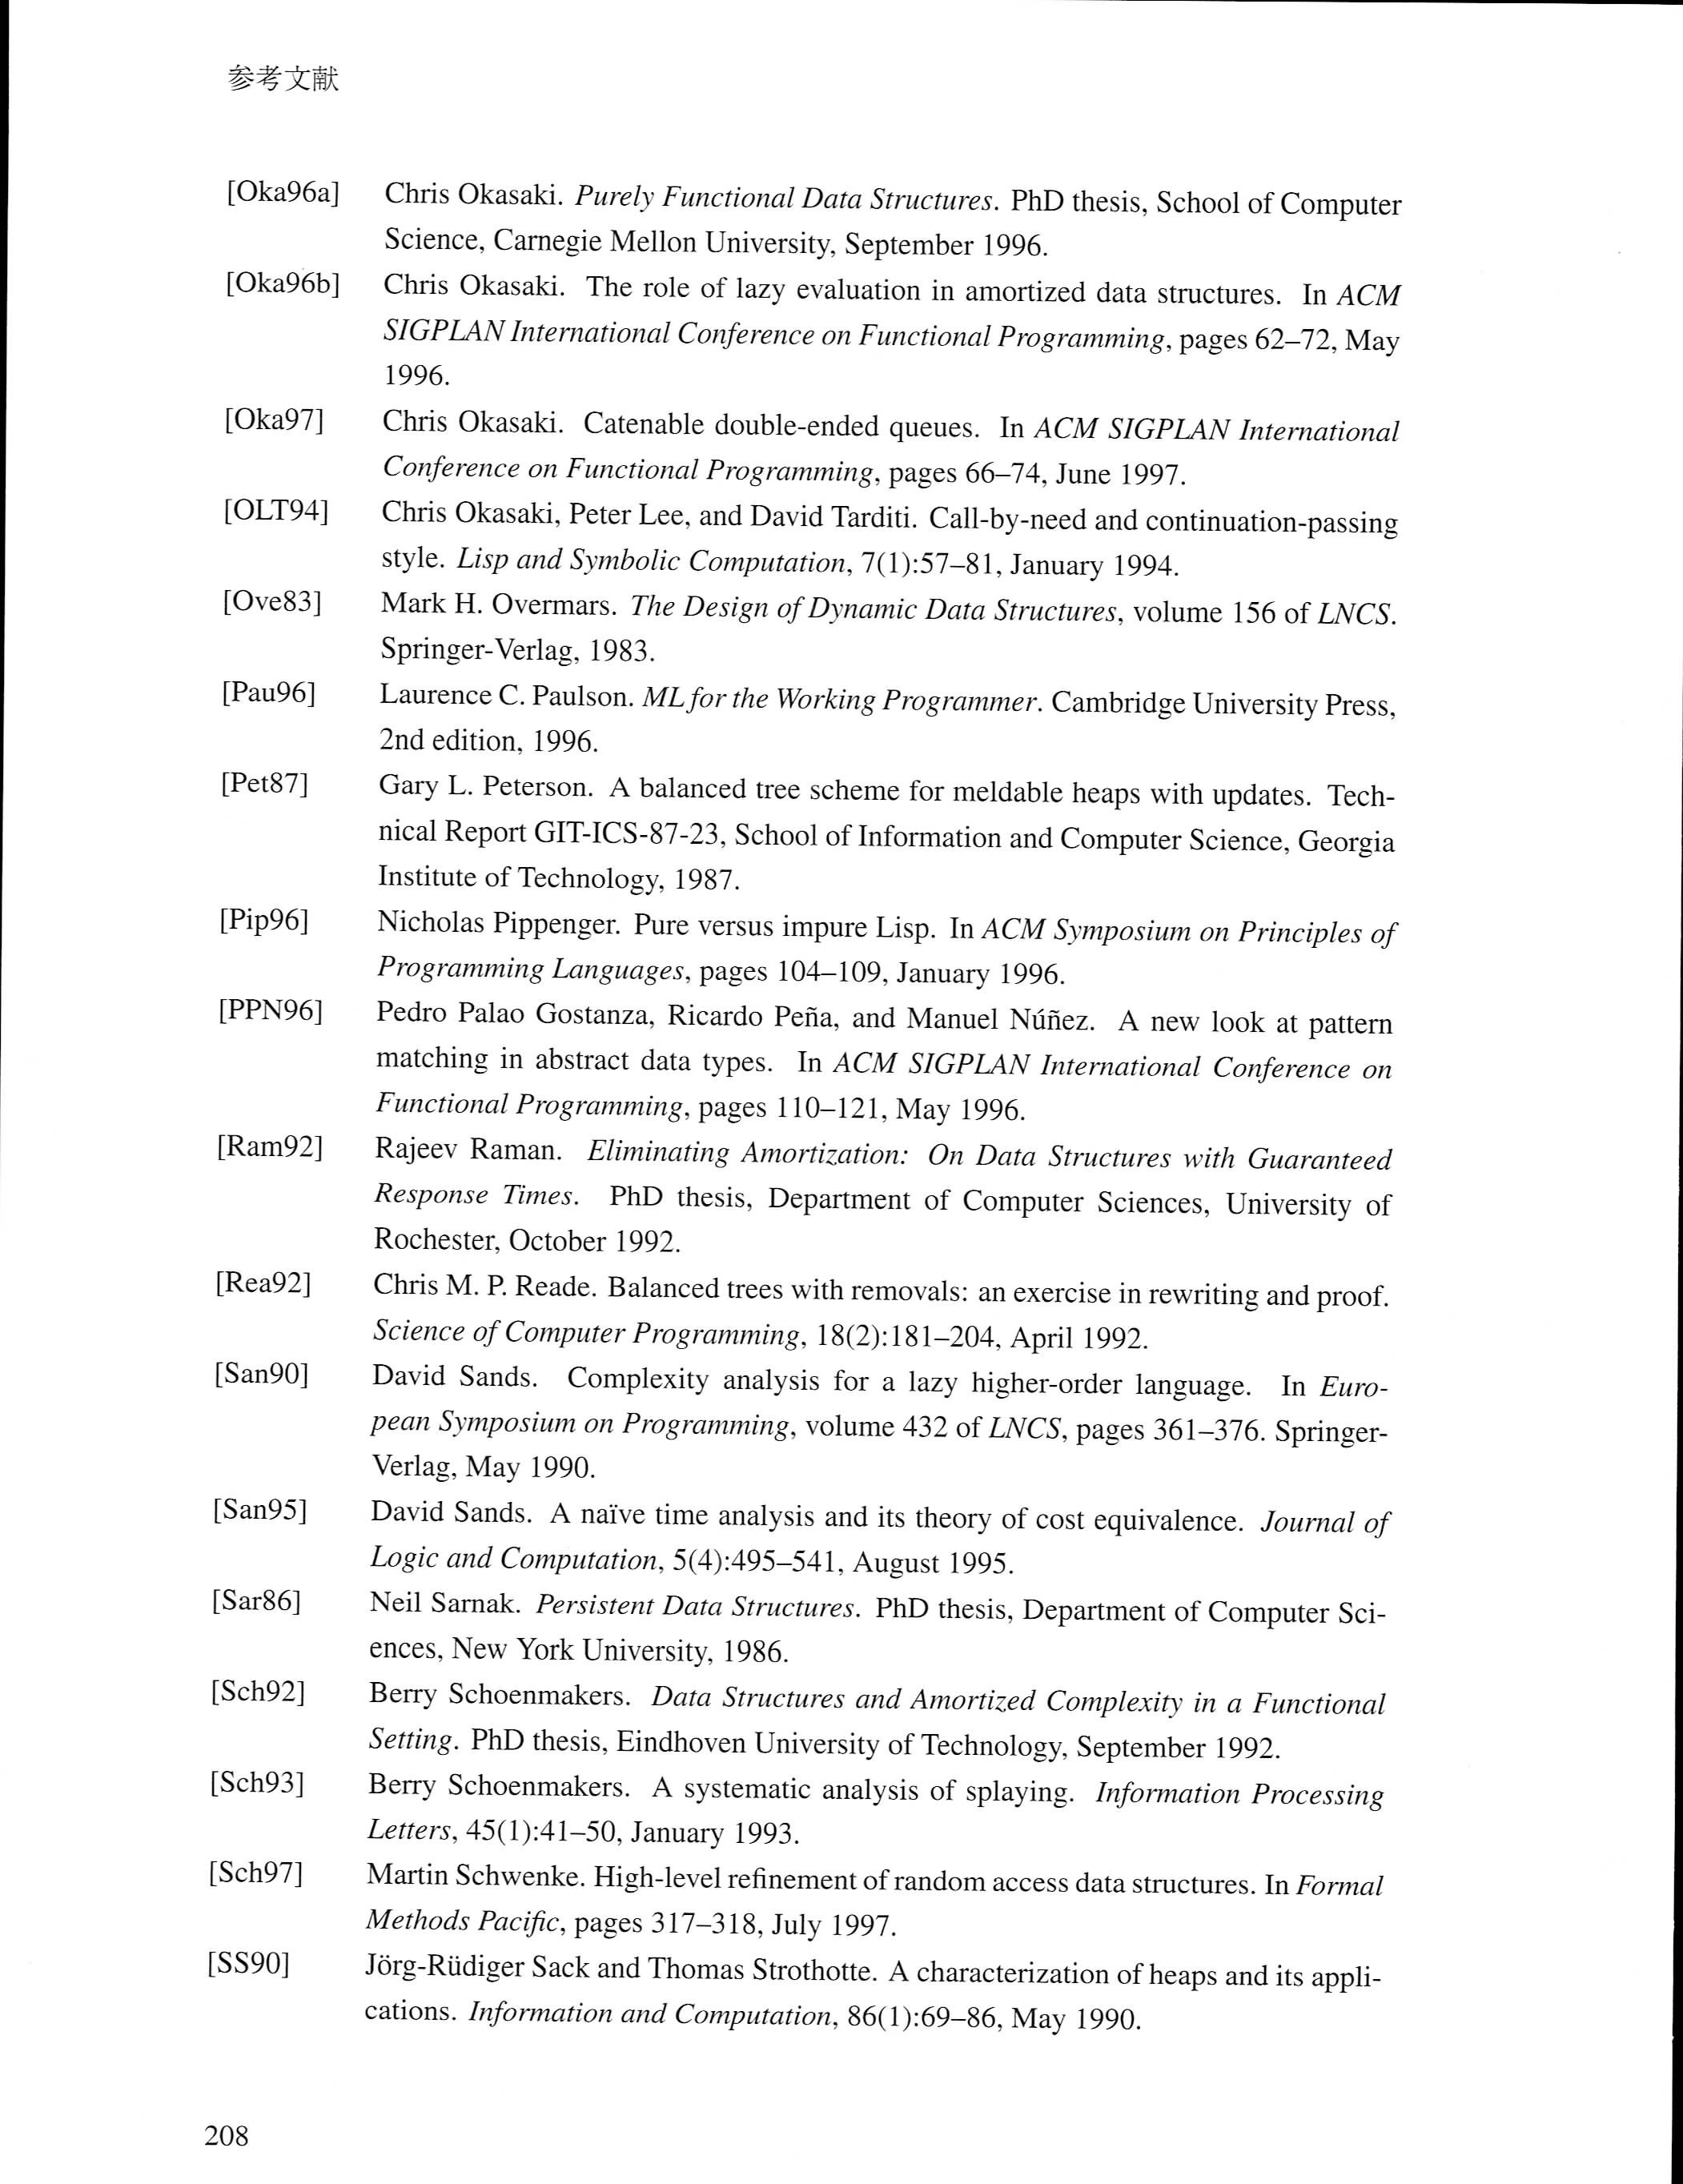 参考文献
[Oka96a] Chris Okasaki. Purely Functional Data Structures. PhD thesis, School of Computer
Science, Carnegie Mellon University, September 1996.
[Oka96b] Chris Okasaki. The role of lazy evaluation in amortized data structures. In ACM
SIGPLAN International Conference on Functional Programming, pages 62–72, May
1996.
[Oka97] Chris Okasaki. Catenable double-ended queues. In ACM SIGPLAN International
Conference on Functional Programming, pages 66–74, June 1997.
[OLT94] Chris Okasaki, Peter Lee, and David Tarditi. Call-by-need and continuation-passing
style. Lisp and Symbolic Computation, 7(1):57–81, January 1994.
[Ove83] Mark H. Overmars. The Design of Dynamic Data Structures, volume 156 of LNCS.
Springer-Verlag, 1983.
[Pau96] Laurence C. Paulson. ML for the Working Programmer. Cambridge University Press,
2nd edition, 1996.
[Pet87] Gary L. Peterson. A balanced tree scheme for meldable heaps with updates. Tech-
nical Report GIT-ICS-87-23, School of Information and Computer Science, Georgia
Institute of Technology, 1987.
[Pip96] Nicholas Pippenger. Pure versus impure Lisp. In ACM Symposium on Principles of
Programming Languages, pages 104–109, January 1996.
[PPN96] Pedro Palao Gostanza, Ricardo Peña, and Manuel Núñez. A new look at pattern
matching in abstract data types. In ACM SIGPLAN International Conference on
Functional Programming, pages 110–121, May 1996.
[Ram92] Rajeev Raman. Eliminating Amortization: On Data Structures with Guaranteed
Response Times. PhD thesis, Department of Computer Sciences, University of
Rochester, October 1992.
[Rea92] Chris M. P. Reade. Balanced trees with removals: an exercise in rewriting and proof.
Science of Computer Programming, 18(2):181–204, April 1992.
[San90] David Sands. Complexity analysis for a lazy higher-order language. In Euro-
pean Symposium on Programming, volume 432 of LNCS, pages 361–376. Springer-
Verlag, May 1990.
[San95] David Sands. A naïve time analysis and its theory of cost equivalence. Journal of
Logic and Computation, 5(4):495–541, August 1995.
[Sar86] Neil Sarnak. Persistent Data Structures. PhD thesis, Department of Computer Sci-
ences, New York University, 1986.
[Sch92] Berry Schoenmakers. Data Structures and Amortized Complexity in a Functional
Setting. PhD thesis, Eindhoven University of Technology, September 1992.
[Sch93] Berry Schoenmakers. A systematic analysis of splaying. Information Processing
Letters, 45(1):41–50, January 1993.
[Sch97] Martin Schwenke. High-level refinement of random access data structures. In Formal
Methods Pacific, pages 317–318, July 1997.
[SS90] Jörg-Rüdiger Sack and Thomas Strothotte. A characterization of heaps and its appli-
cations. Information and Computation, 86(1):69–86, May 1990.
208